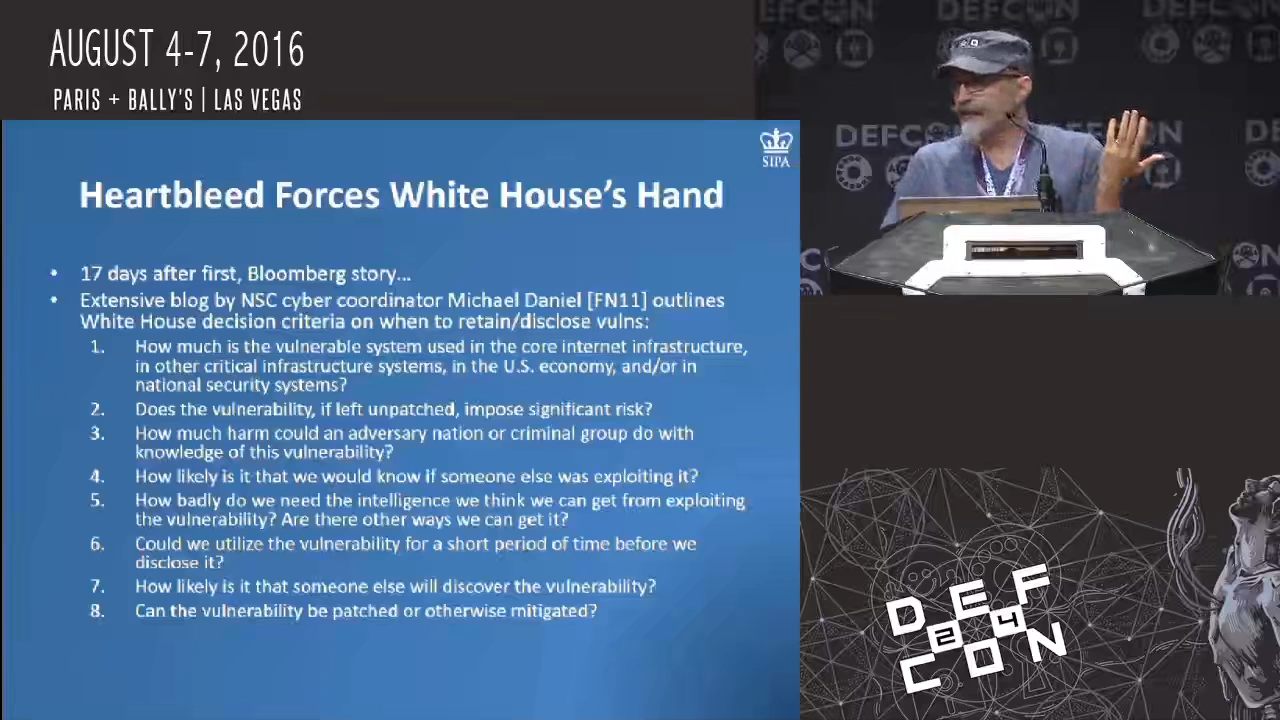 AUGUST 4-7, 2016
PARIS + BALLY'S | LAS VEGAS
SIPA
Heartbleed Forces White House's Hand
• 17 days after first, Bloomberg story...
• Extensive blog by NSC cyber coordinator Michael Daniel [FN11] outlines
White House decision criteria on when to retain/disclose vulns:
1. How much is the vulnerable system used in the core internet infrastructure,
in other critical infrastructure systems, in the U.S. economy, and/or in
national security systems?
2. Does the vulnerability, if left unpatched, impose significant risk?
3. How much harm could an adversary nation or criminal group do with
knowledge of this vulnerability?
4. How likely is it that we would know if someone else was exploiting it?
5. How badly do we need the intelligence we think we can get from exploiting
the vulnerability? Are there other ways we can get it?
6. Could we utilize the vulnerability for a short period of time before we
disclose it?
7. How likely is it that someone else will discover the vulnerability?
8. Can the vulnerability be patched or otherwise mitigated?
DEFCON
DEFCON
DEF
24
CON